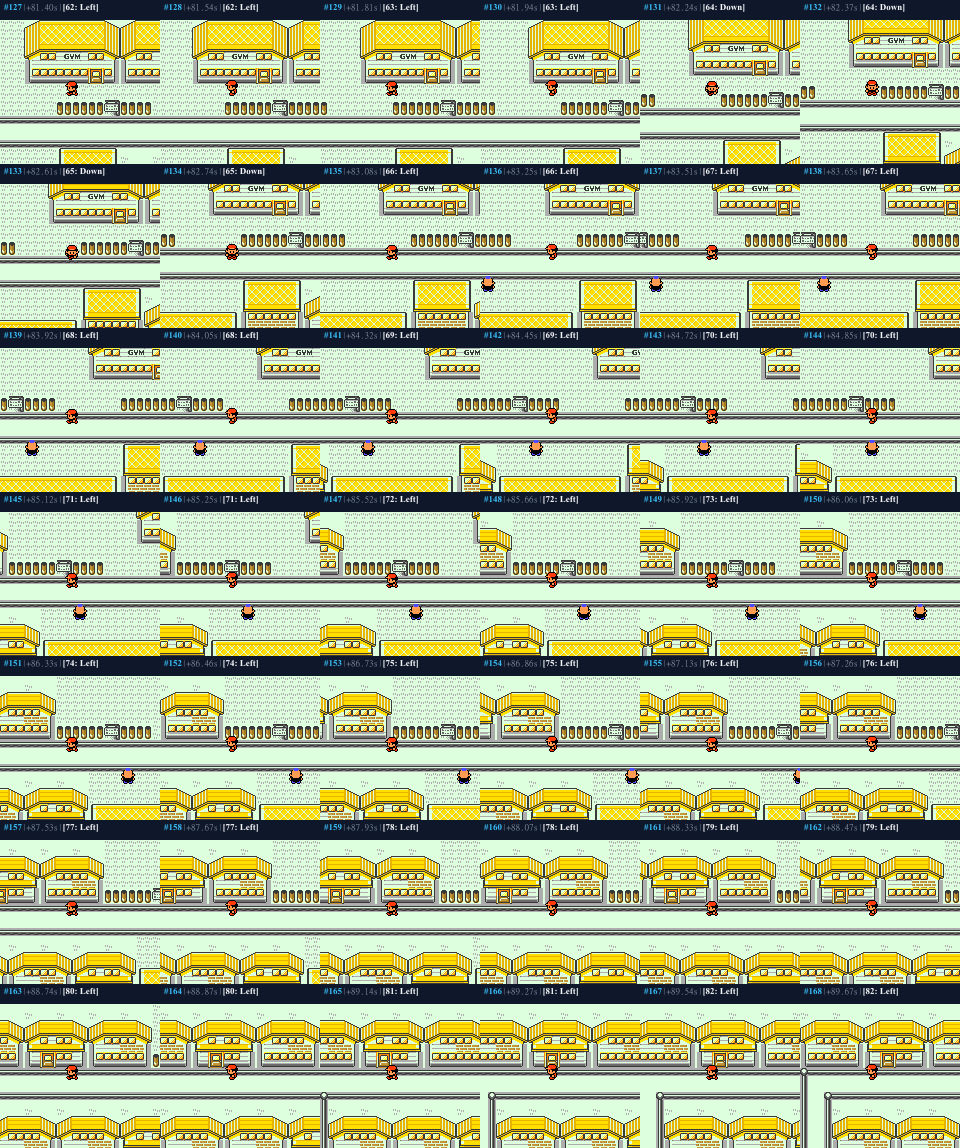 #127|+81.40s|[62: Left] #128|+81.54s|[62: Left] #129|+81.81s|[63: Left] #130|+81.94s|[63: Left] #131|+82.24s|[64: Down] #132|+82.37s|[64: Down]
GYM GYM GYM GYM GYM GYM
#133|+82.61s|[65: Down] #134|+82.74s|[65: Down] #135|+83.08s|[66: Left] #136|+83.25s|[66: Left] #137|+83.51s|[67: Left] #138|+83.65s|[67: Left]
GYM GYM GYM GYM GYM GYM
#139|+83.92s|[68: Left] #140|+84.05s|[68: Left] #141|+84.32s|[69: Left] #142|+84.45s|[69: Left] #143|+84.72s|[70: Left] #144|+84.85s|[70: Left]
GYM GYM GYM
#145|+85.12s|[71: Left] #146|+85.25s|[71: Left] #147|+85.52s|[72: Left] #148|+85.66s|[72: Left] #149|+85.92s|[73: Left] #150|+86.06s|[73: Left]
#151|+86.33s|[74: Left] #152|+86.46s|[74: Left] #153|+86.73s|[75: Left] #154|+86.86s|[75: Left] #155|+87.13s|[76: Left] #156|+87.26s|[76: Left]
#157|+87.53s|[77: Left] #158|+87.67s|[77: Left] #159|+87.93s|[78: Left] #160|+88.07s|[78: Left] #161|+88.33s|[79: Left] #162|+88.47s|[79: Left]
#163|+88.74s|[80: Left] #164|+88.87s|[80: Left] #165|+89.14s|[81: Left] #166|+89.27s|[81: Left] #167|+89.54s|[82: Left] #168|+89.67s|[82: Left]